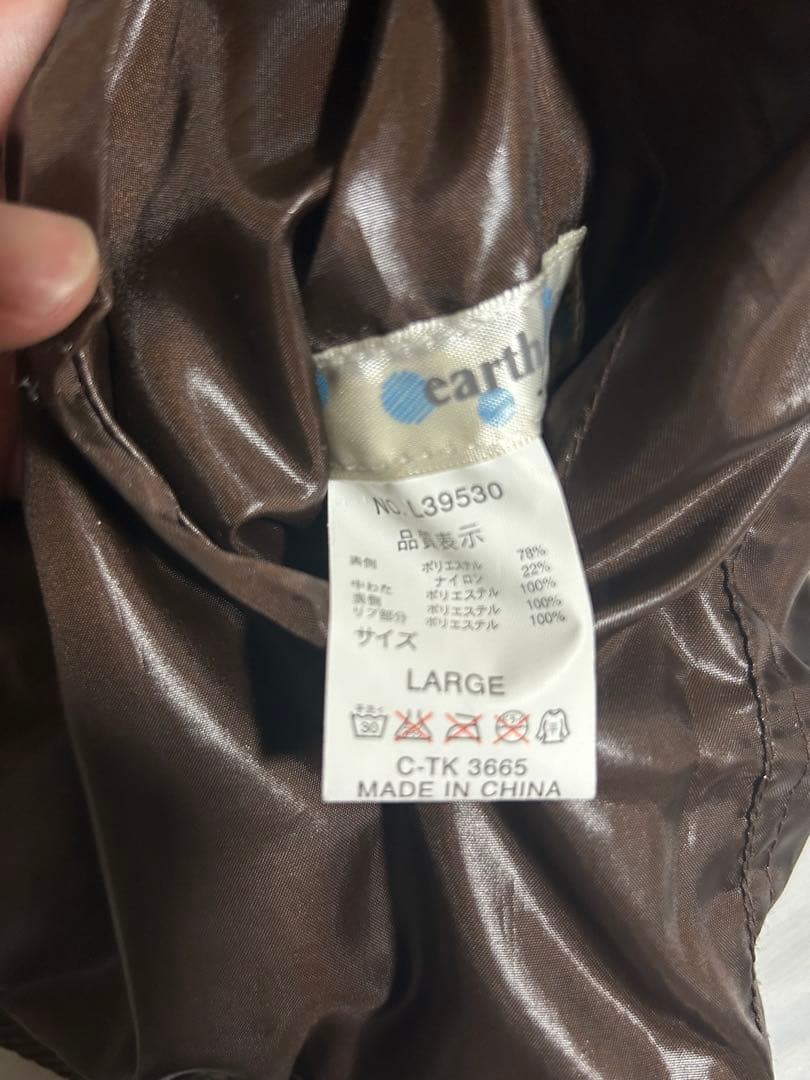 earth
NO. L39530
品質表示
表側 ポリエステル 78%
ナイロン 22%
中わた ポリエステル 100%
裏側 ポリエステル 100%
リブ部分 ポリエステル 100%
サイズ
LARGE
30
C-TK 3665
MADE IN CHINA